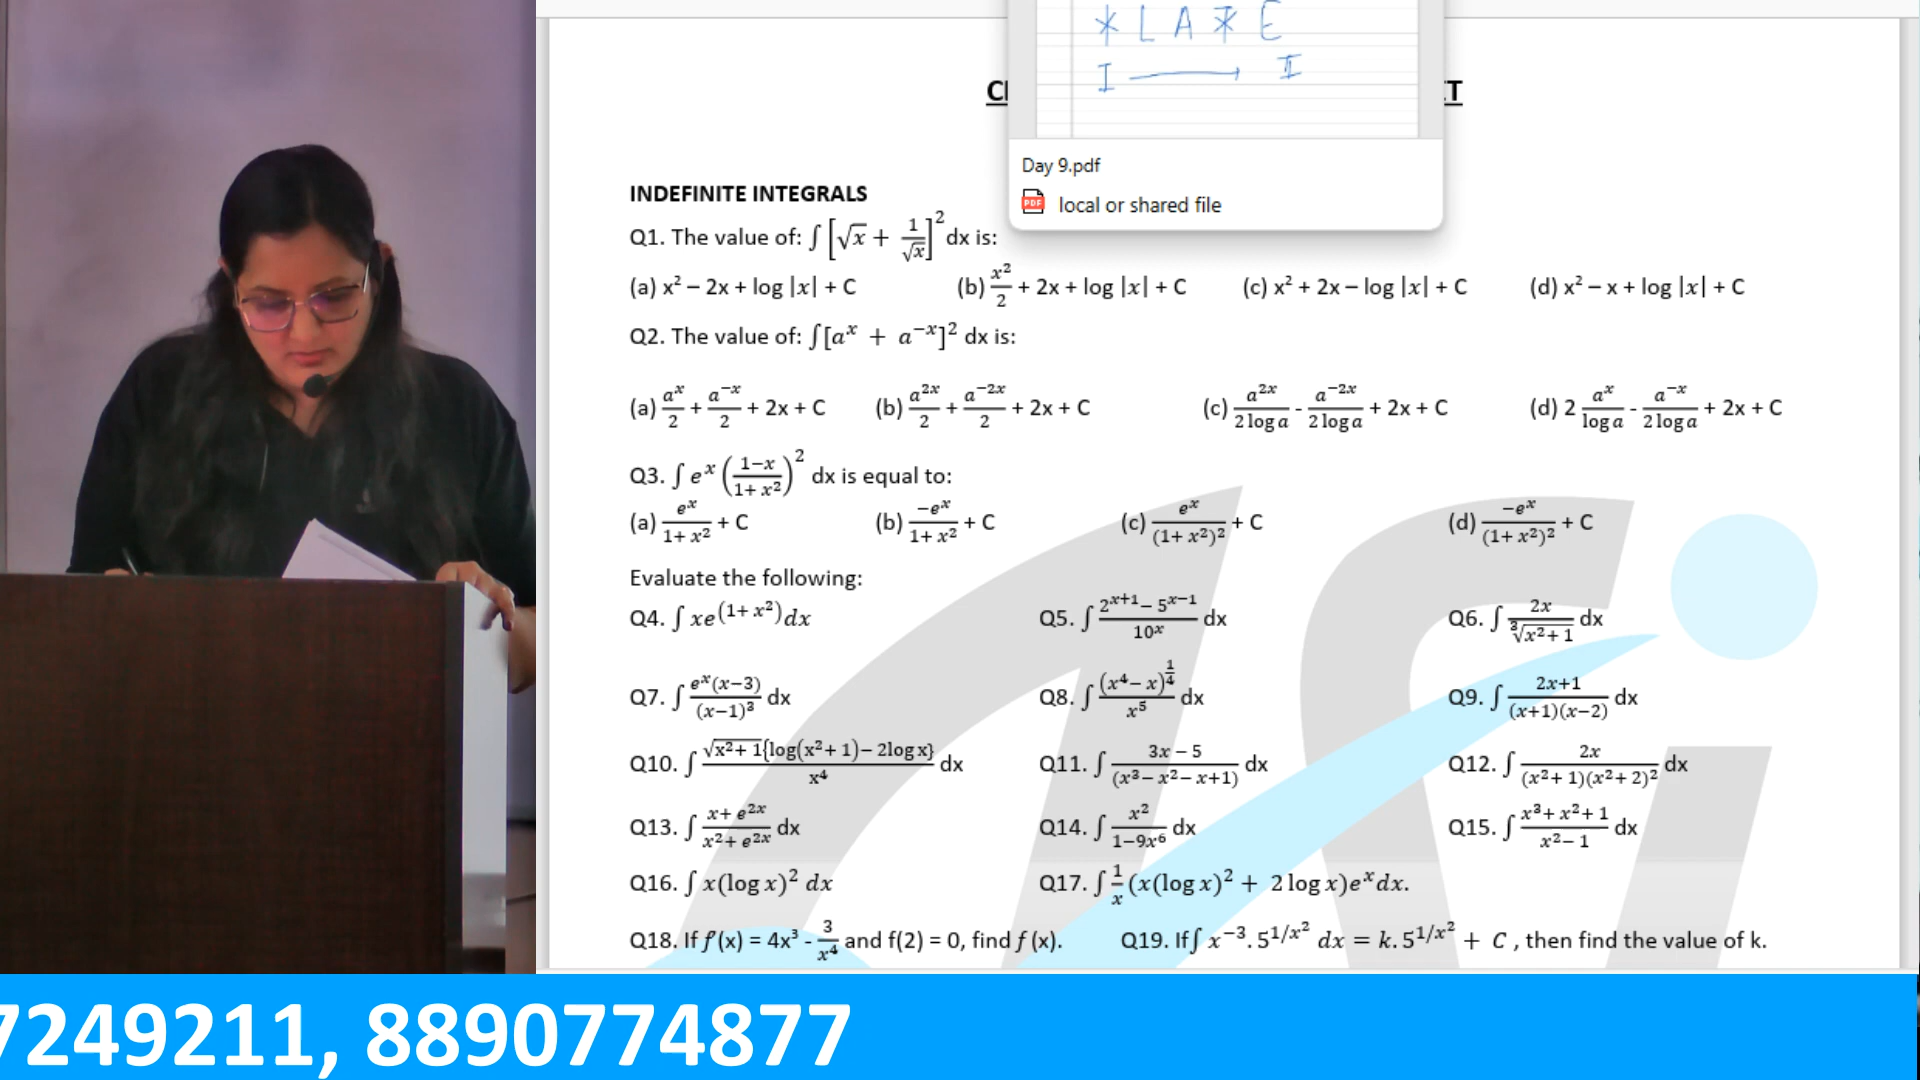 * L A * E
I → I
Day 9.pdf
local or shared file
INDEFINITE INTEGRALS
Q1. The value of: ∫ [√x + 1/√x]² dx is:
(a) x² – 2x + log |x| + C (b) x²/2 + 2x + log |x| + C (c) x² + 2x – log |x| + C (d) x² – x + log |x| + C
Q2. The value of: ∫[aˣ + a⁻ˣ]² dx is:
(a) aˣ/2 + a⁻ˣ/2 + 2x + C (b) a²ˣ/2 + a⁻²ˣ/2 + 2x + C (c) a²ˣ/(2 log a) - a⁻²ˣ/(2 log a) + 2x + C (d) 2 aˣ/(log a) - a⁻ˣ/(2 log a) + 2x + C
Q3. ∫ eˣ ((1−x)/(1+ x²))² dx is equal to:
(a) eˣ/(1+ x²) + C (b) −eˣ/(1+ x²) + C (c) eˣ/(1+ x²)² + C (d) −eˣ/(1+ x²)² + C
Evaluate the following:
Q4. ∫ xe^(1+ x²) dx Q5. ∫ (2^(x+1) − 5^(x−1))/10ˣ dx Q6. ∫ 2x/∛(x²+ 1) dx
Q7. ∫ eˣ(x−3)/(x−1)³ dx Q8. ∫ (x⁴− x)^(1/4)/x⁵ dx Q9. ∫ (2x+1)/((x+1)(x−2)) dx
Q10. ∫ √(x²+ 1){log(x²+ 1)− 2log x}/x⁴ dx Q11. ∫ (3x − 5)/(x³− x²− x+1) dx Q12. ∫ 2x/((x²+ 1)(x²+ 2)²) dx
Q13. ∫ (x+ e²ˣ)/(x²+ e²ˣ) dx Q14. ∫ x²/(1−9x⁶) dx Q15. ∫ (x³+ x²+ 1)/(x²− 1) dx
Q16. ∫ x(log x)² dx Q17. ∫ 1/x (x(log x)² + 2 log x)eˣ dx.
Q18. If f′(x) = 4x³ - 3/x⁴ and f(2) = 0, find f (x). Q19. If ∫ x⁻³. 5^(1/x²) dx = k. 5^(1/x²) + C , then find the value of k.
7249211, 8890774877